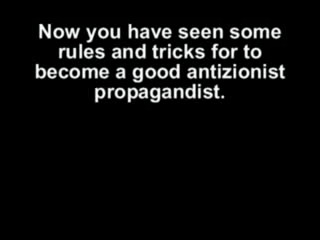 Now you have seen some
rules and tricks for to
become a good antizionist
propagandist.